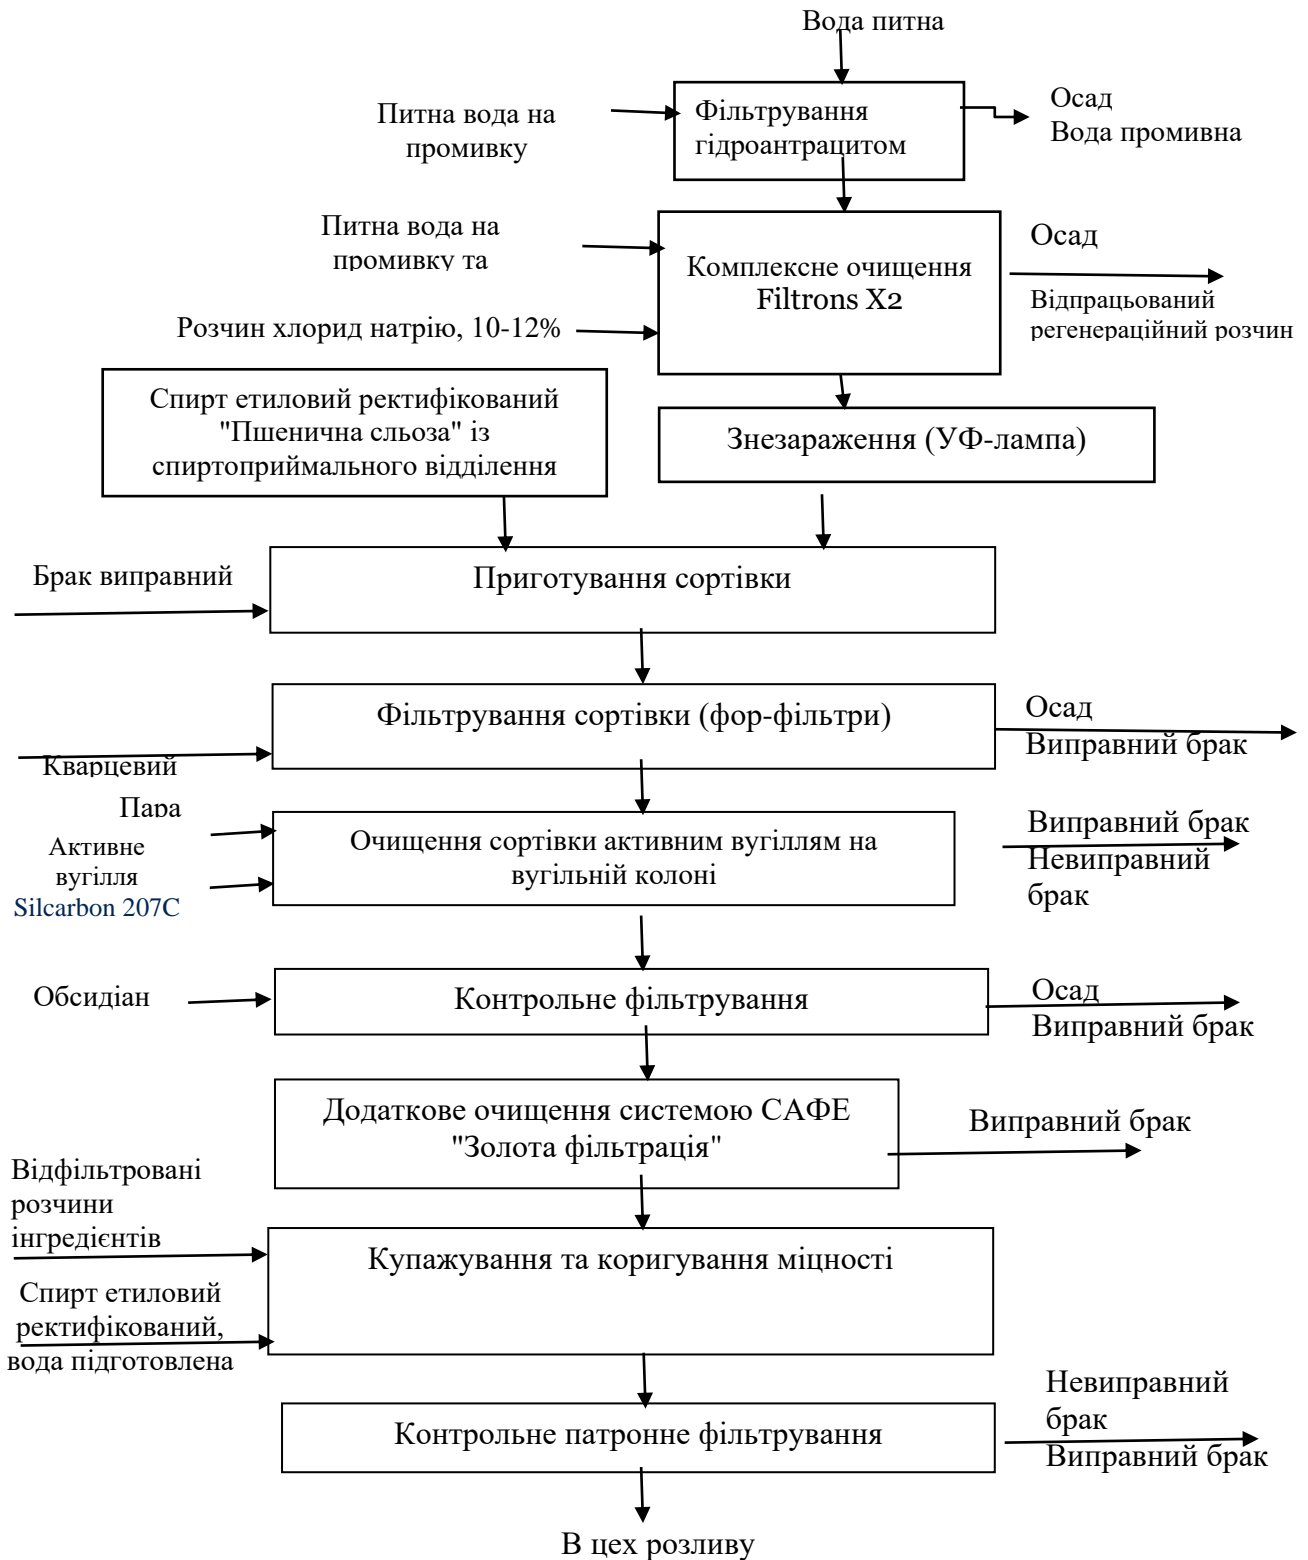 Вода питна
Питна вода на
промивку
Фільтрування
гідроантрацитом
Осад
Вода промивна
Питна вода на
промивку та
Розчин хлорид натрію, 10-12%
Комплексне очищення
Filtrons X2
Осад
Відпрацьований
регенераційний розчин
Спирт етиловий ректифікований
"Пшенична сльоза" із
спиртоприймального відділення
Знезараження (УФ-лампа)
Брак виправний
Приготування сортівки
Фільтрування сортівки (фор-фільтри)
Осад
Виправний брак
Кварцевий
Пара
Активне
вугілля
Silcarbon 207C
Очищення сортівки активним вугіллям на
вугільній колоні
Виправний брак
Невиправний
брак
Обсидіан
Контрольне фільтрування
Осад
Виправний брак
Додаткове очищення системою САФЕ
"Золота фільтрація"
Виправний брак
Відфільтровані
розчини
інгредієнтів
Спирт етиловий
ректифікований,
вода підготовлена
Купажування та коригування міцності
Контрольне патронне фільтрування
Невиправний
брак
Виправний брак
В цех розливу